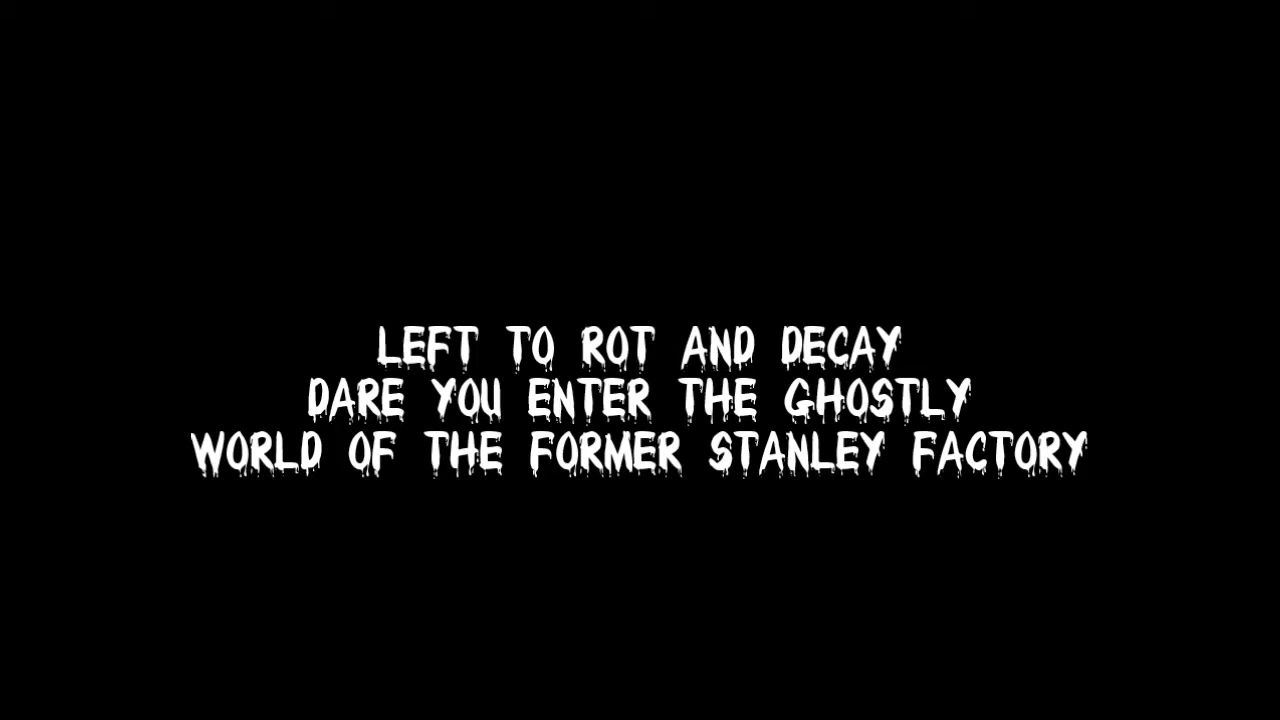 LEFT TO ROT AND DECAY
DARE YOU ENTER THE GHOSTLY
WORLD OF THE FORMER STANLEY FACTORY